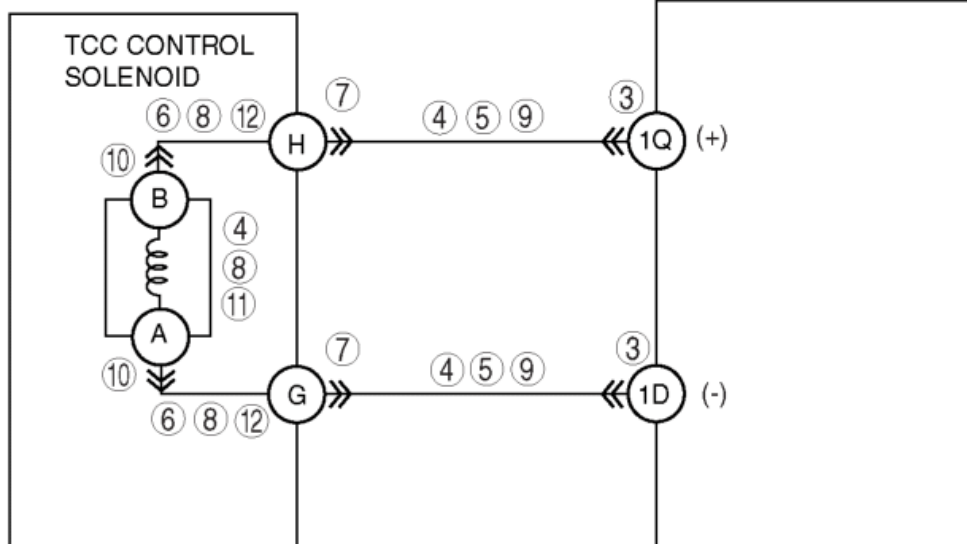 TCC CONTROL
SOLENOID
⑦ ③
⑥ ⑧ ⑫ ④ ⑤ ⑨
H 1Q (+)
⑩
B
④
⑧
⑪
A
⑦ ③
⑩ ④ ⑤ ⑨
G 1D (-)
⑥ ⑧ ⑫